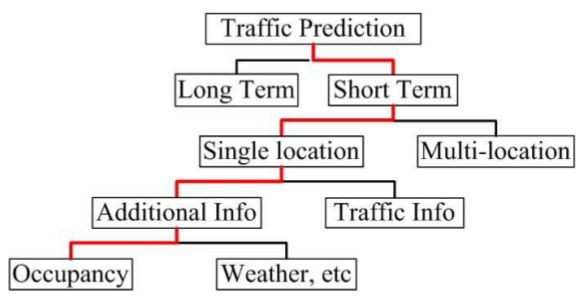 Traffic Prediction
Long Term
Short Term
Single location
Multi-location
Additional Info
Traffic Info
Occupancy
Weather, etc